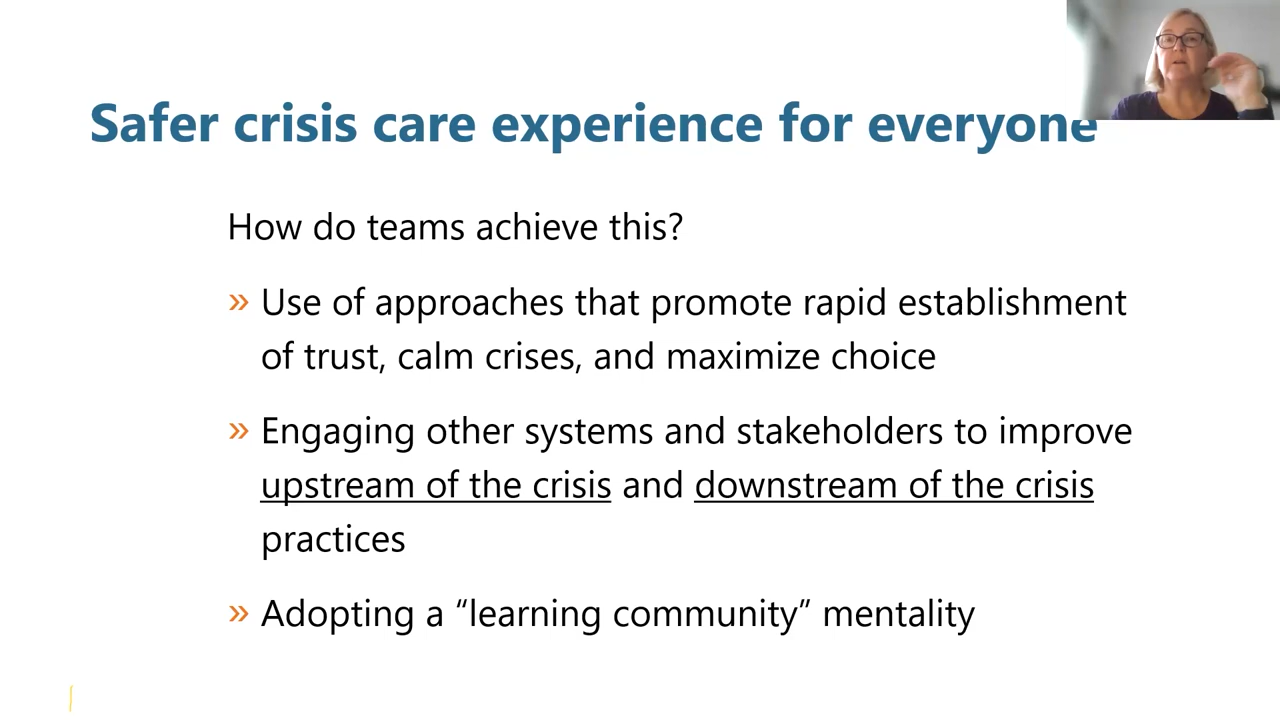 Safer crisis care experience for everyone
How do teams achieve this?
» Use of approaches that promote rapid establishment
of trust, calm crises, and maximize choice
» Engaging other systems and stakeholders to improve
upstream of the crisis and downstream of the crisis
practices
» Adopting a “learning community” mentality